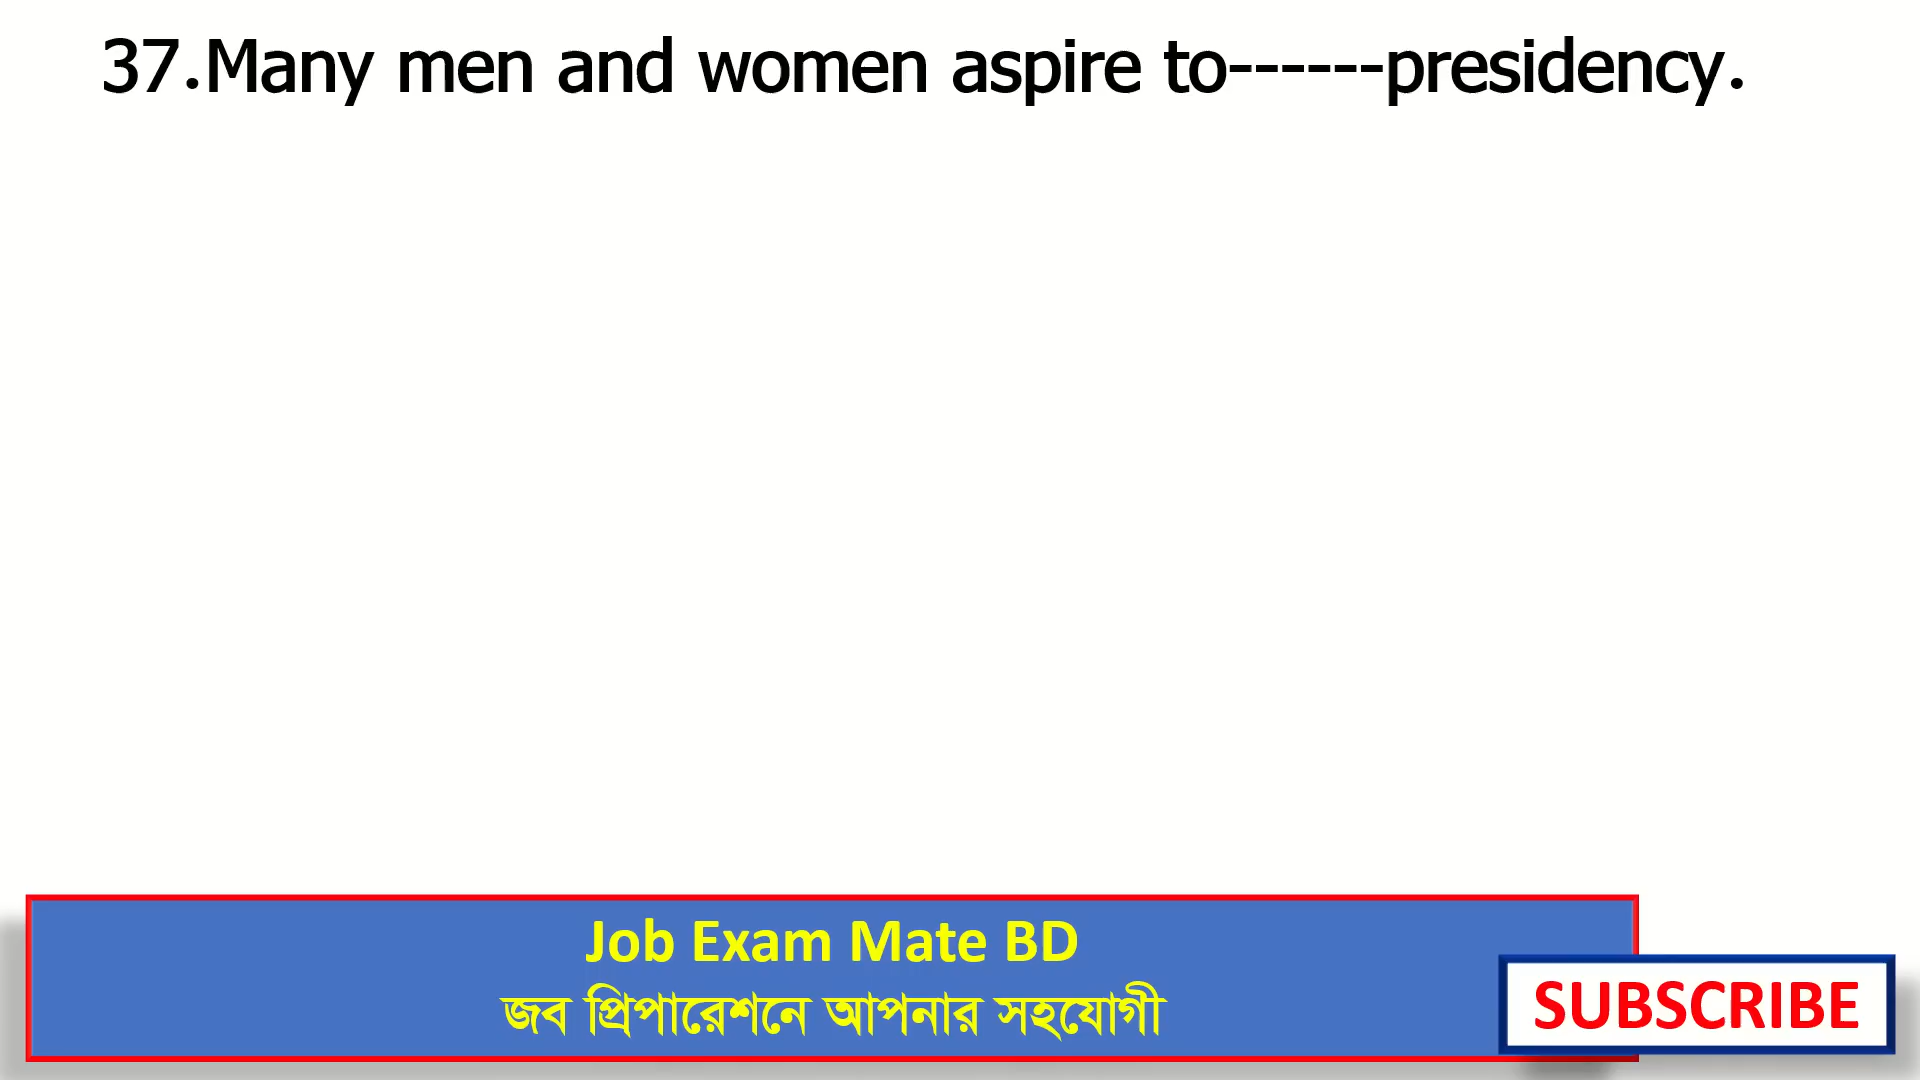 37.Many men and women aspire to------presidency.
Job Exam Mate BD
জব প্রিপারেশনে আপনার সহযোগী
SUBSCRIBE